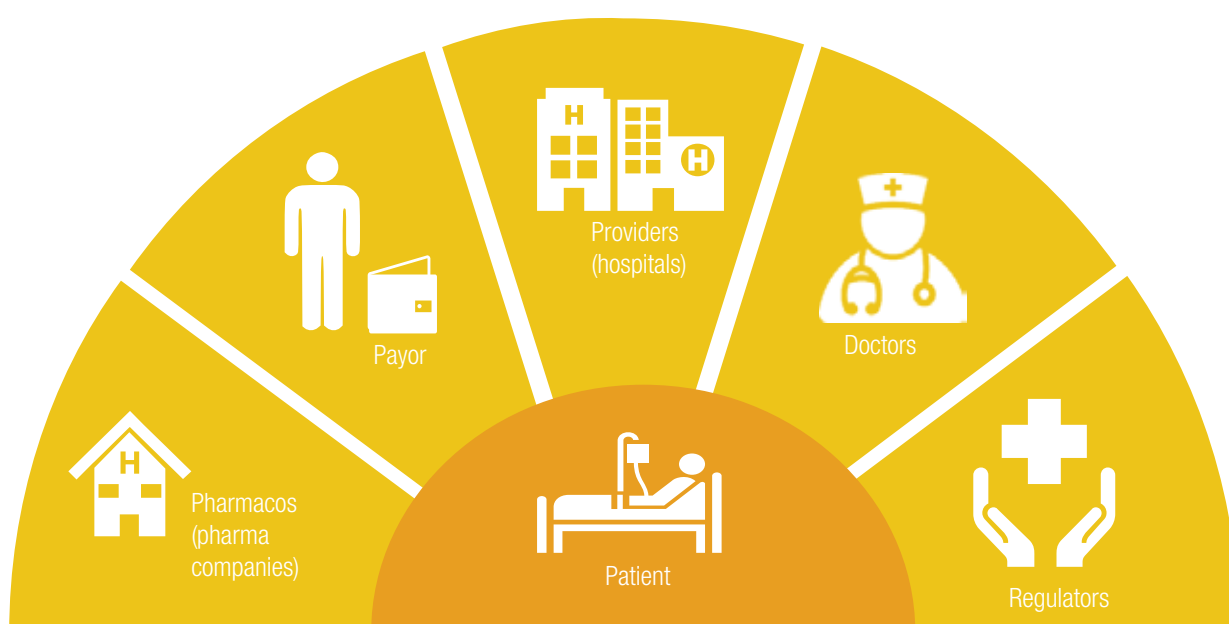 H
H
Providers
(hospitals)
Payor
Doctors
H
Pharmacos
(pharma
companies)
Patient
Regulators